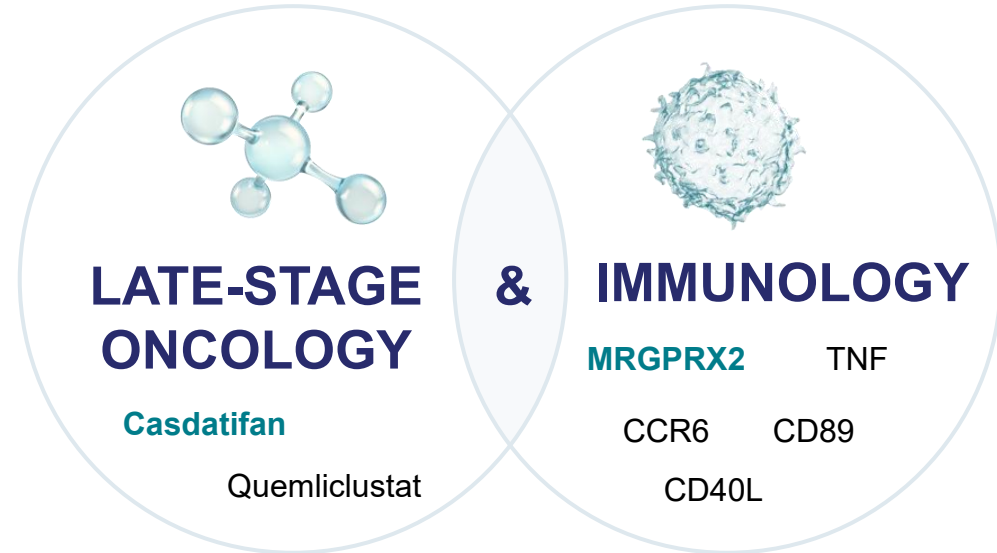 LATE-STAGE
ONCOLOGY
Casdatifan
Quemliclustat
&
IMMUNOLOGY
MRGPRX2 TNF
CCR6 CD89
CD40L